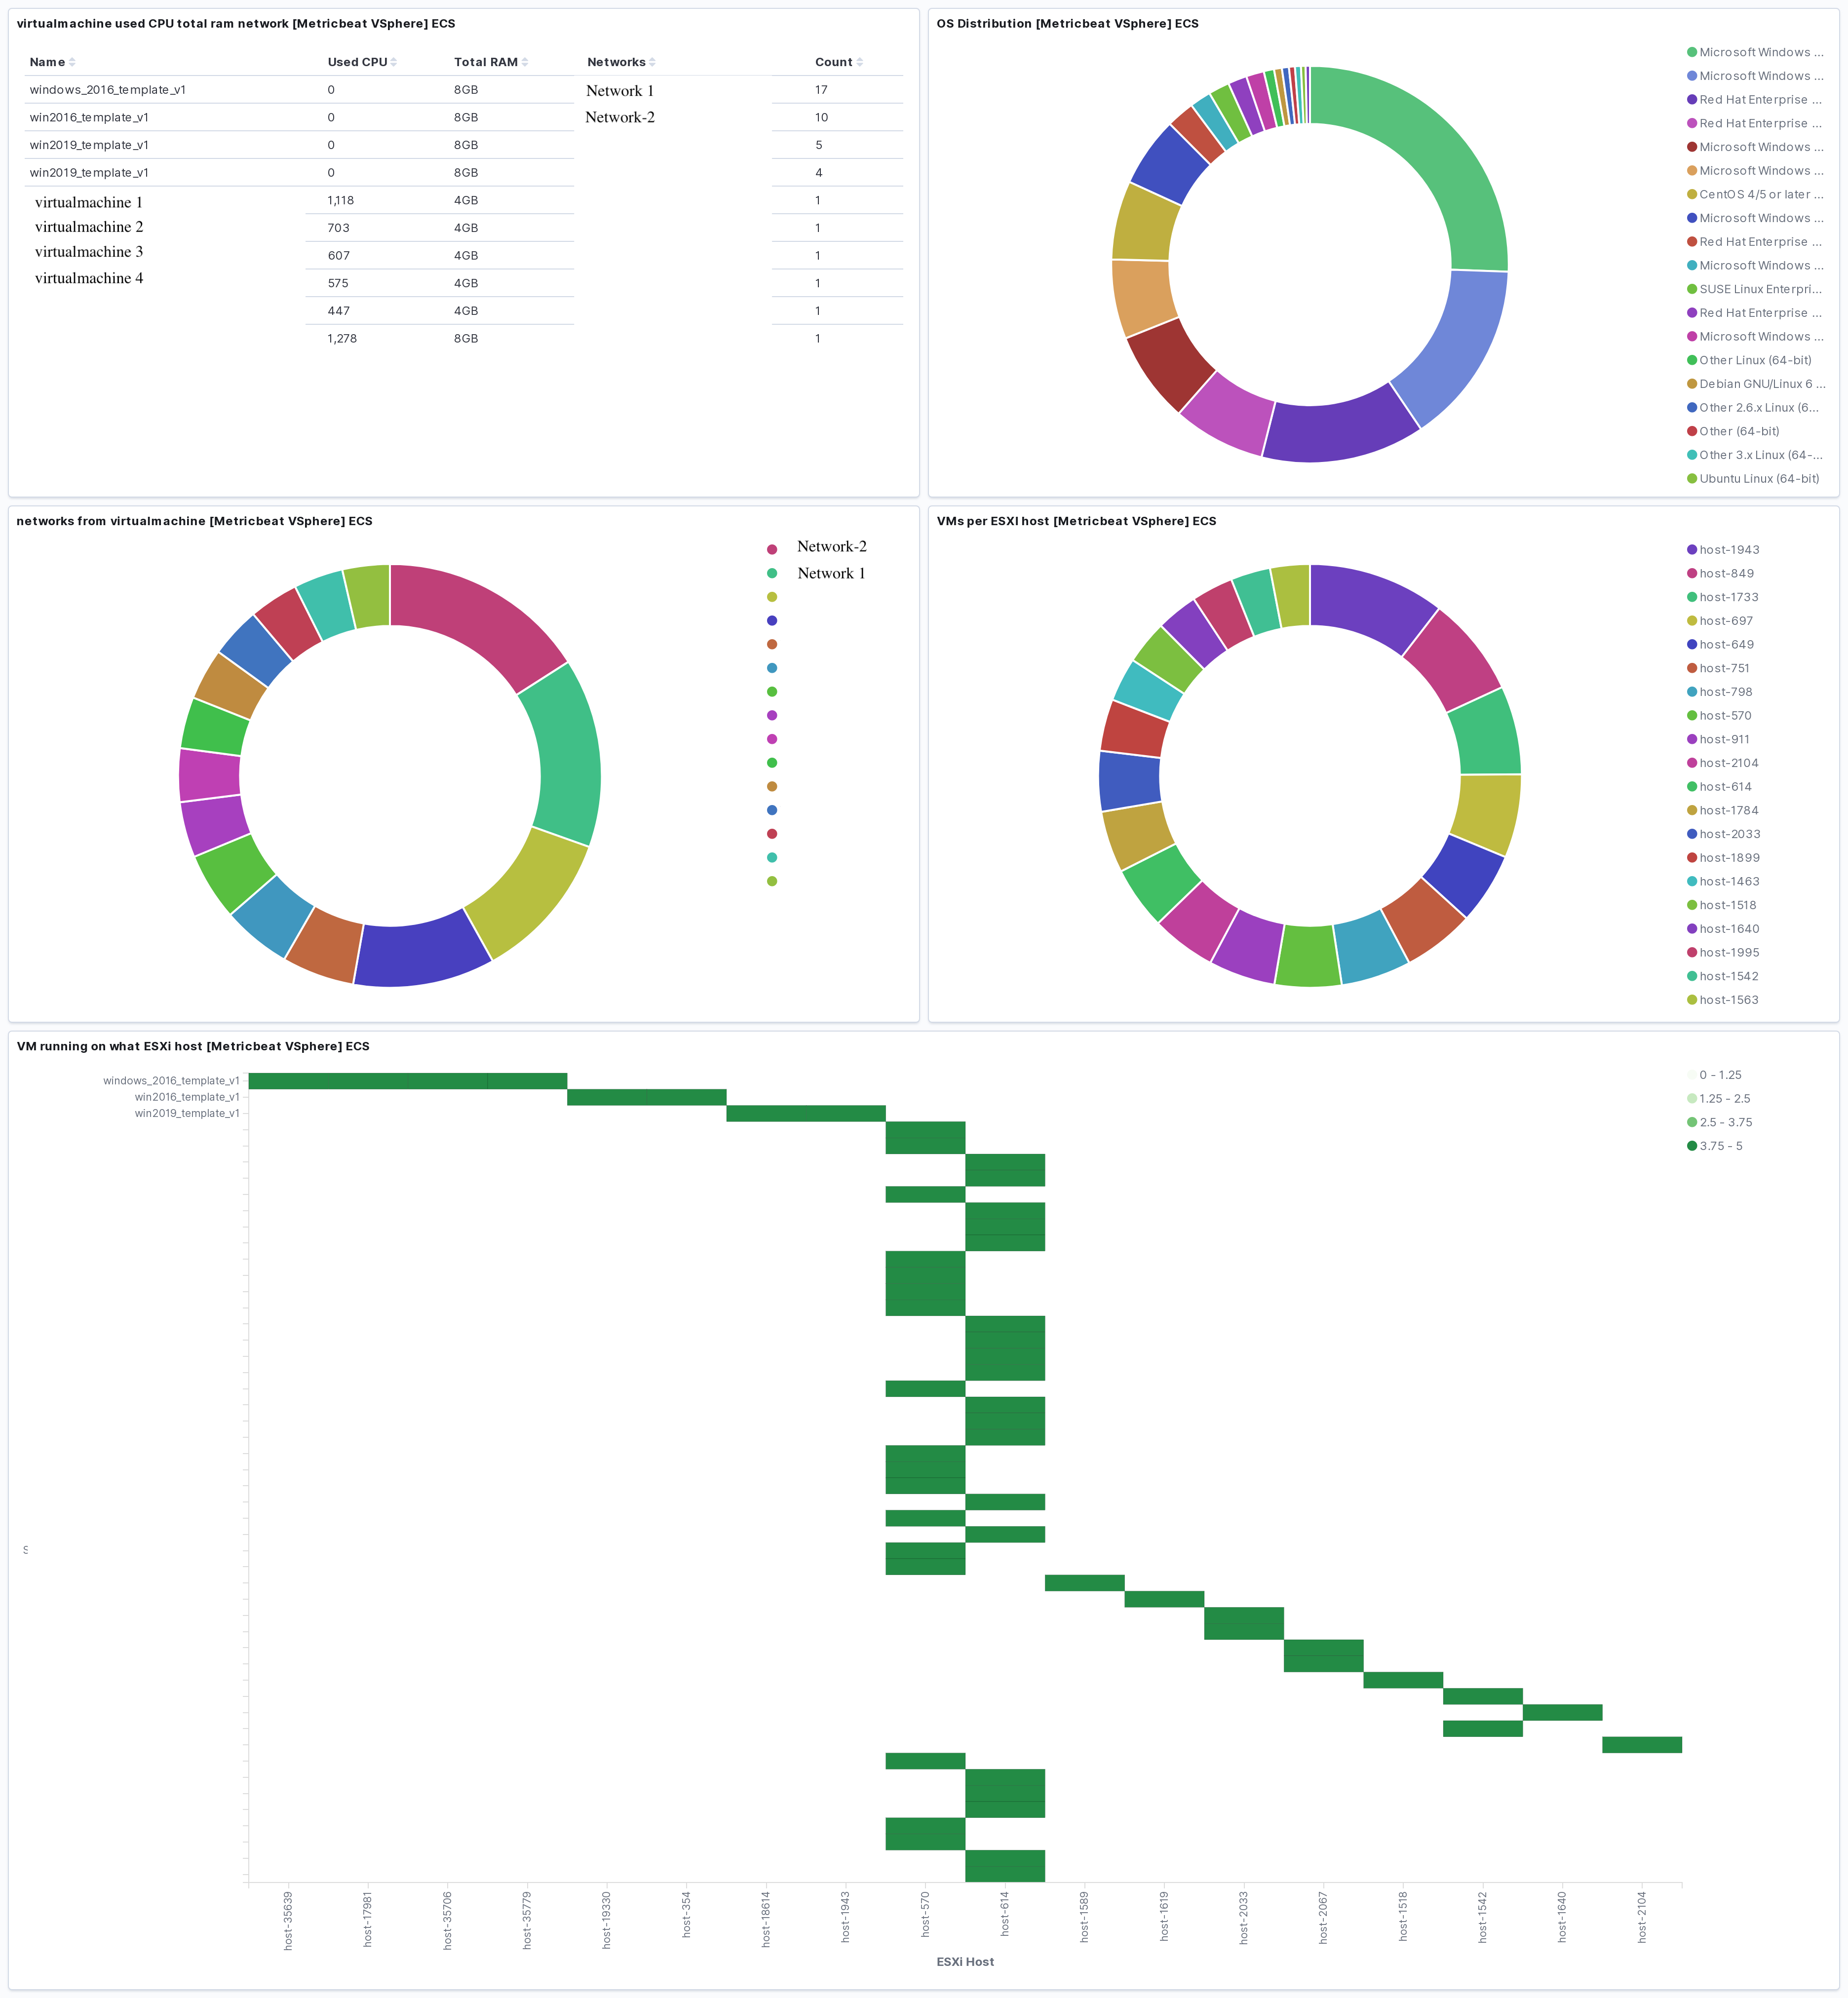 virtualmachine used CPU total ram network [Metricbeat VSphere] ECS
Name Used CPU Total RAM Networks Count
windows_2016_template_v1 0 8GB Network 1 17
win2016_template_v1 0 8GB Network-2 10
win2019_template_v1 0 8GB 5
win2019_template_v1 0 8GB 4
virtualmachine 1 1,118 4GB 1
virtualmachine 2 703 4GB 1
virtualmachine 3 607 4GB 1
virtualmachine 4 575 4GB 1
447 4GB 1
1,278 8GB 1
OS Distribution [Metricbeat VSphere] ECS
Microsoft Windows ...
Microsoft Windows ...
Red Hat Enterprise ...
Red Hat Enterprise ...
Microsoft Windows ...
Microsoft Windows ...
CentOS 4/5 or later ...
Microsoft Windows ...
Red Hat Enterprise ...
Microsoft Windows ...
SUSE Linux Enterpri...
Red Hat Enterprise ...
Microsoft Windows ...
Other Linux (64-bit)
Debian GNU/Linux 6 ...
Other 2.6.x Linux (6...
Other (64-bit)
Other 3.x Linux (64-...
Ubuntu Linux (64-bit)
networks from virtualmachine [Metricbeat VSphere] ECS
Network-2
Network 1
VMs per ESXI host [Metricbeat VSphere] ECS
host-1943
host-849
host-1733
host-697
host-649
host-751
host-798
host-570
host-911
host-2104
host-614
host-1784
host-2033
host-1899
host-1463
host-1518
host-1640
host-1995
host-1542
host-1563
VM running on what ESXi host [Metricbeat VSphere] ECS
windows_2016_template_v1
win2016_template_v1
win2019_template_v1
0 - 1.25
1.25 - 2.5
2.5 - 3.75
3.75 - 5
host-35639
host-17981
host-35706
host-35779
host-19330
host-354
host-18614
host-1943
host-570
host-614
host-1589
host-1619
host-2033
host-2067
host-1518
host-1542
host-1640
host-2104
ESXi Host